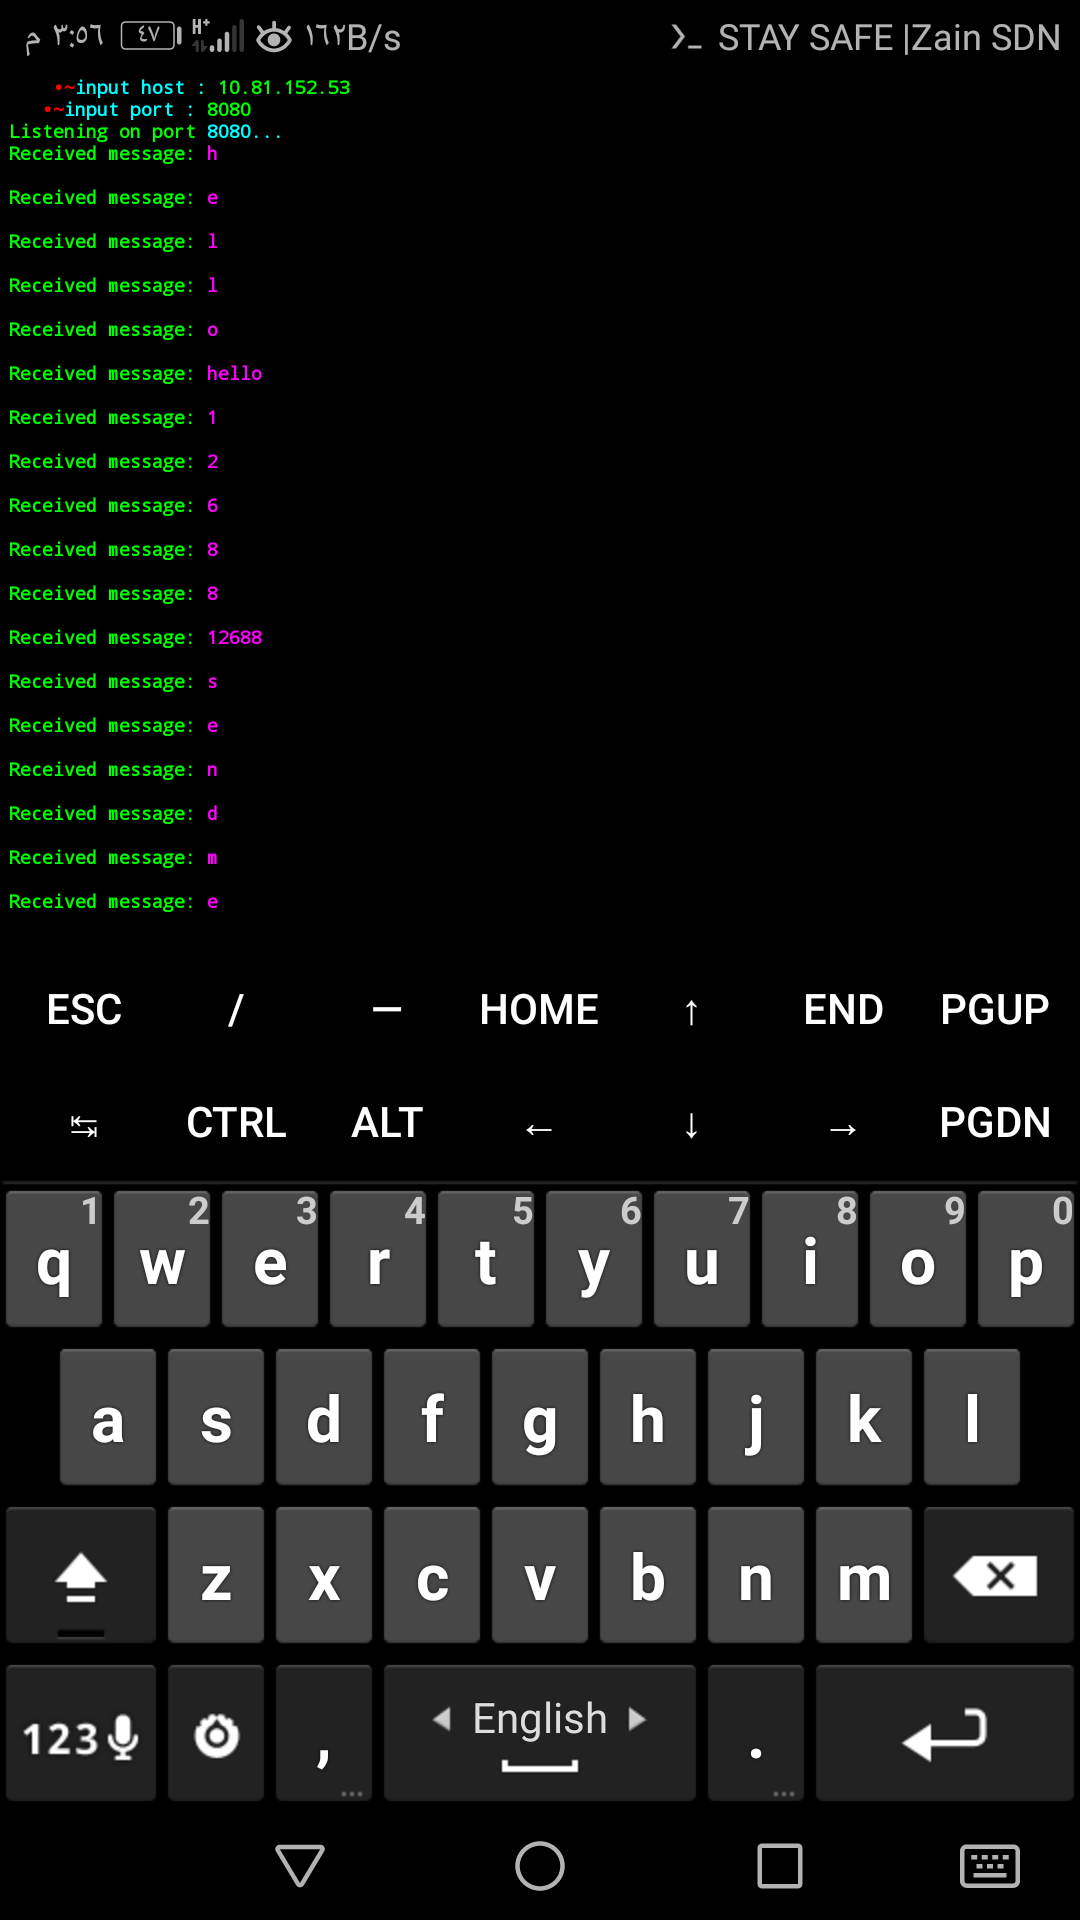 م ٣:٥٦ ٤٧ H+ ١٦٢B/s STAY SAFE |Zain SDN
•~input host : 10.81.152.53
•~input port : 8080
Listening on port 8080...
Received message: h
Received message: e
Received message: l
Received message: l
Received message: o
Received message: hello
Received message: 1
Received message: 2
Received message: 6
Received message: 8
Received message: 8
Received message: 12688
Received message: s
Received message: e
Received message: n
Received message: d
Received message: m
Received message: e
ESC / — HOME ↑ END PGUP
↹ CTRL ALT ← ↓ → PGDN
1 2 3 4 5 6 7 8 9 0
q w e r t y u i o p
a s d f g h j k l
z x c v b n m
123 , English .